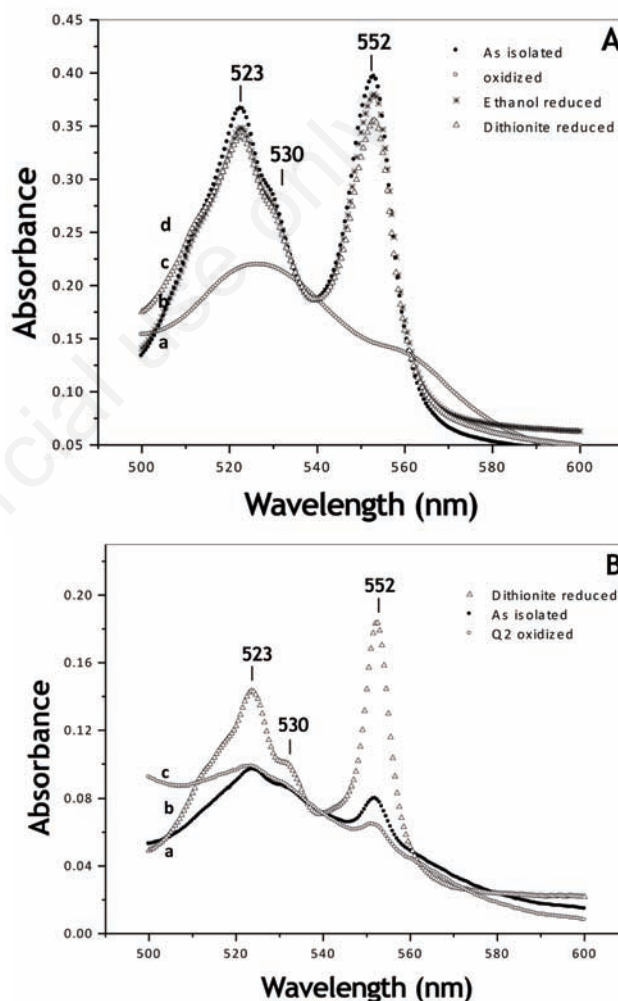 A
523
552
530
As isolated
oxidized
Ethanol reduced
Dithionite reduced
d
c
b
a
0.45
0.40
0.35
0.30
0.25
0.20
0.15
0.10
0.05
Absorbance
500
520
540
560
580
600
Wavelength (nm)
B
523
552
530
Dithionite reduced
As isolated
Q2 oxidized
c
b
a
0.20
0.16
0.12
0.08
0.04
0.00
Absorbance
500
520
540
560
580
600
Wavelength (nm)
rcial use only